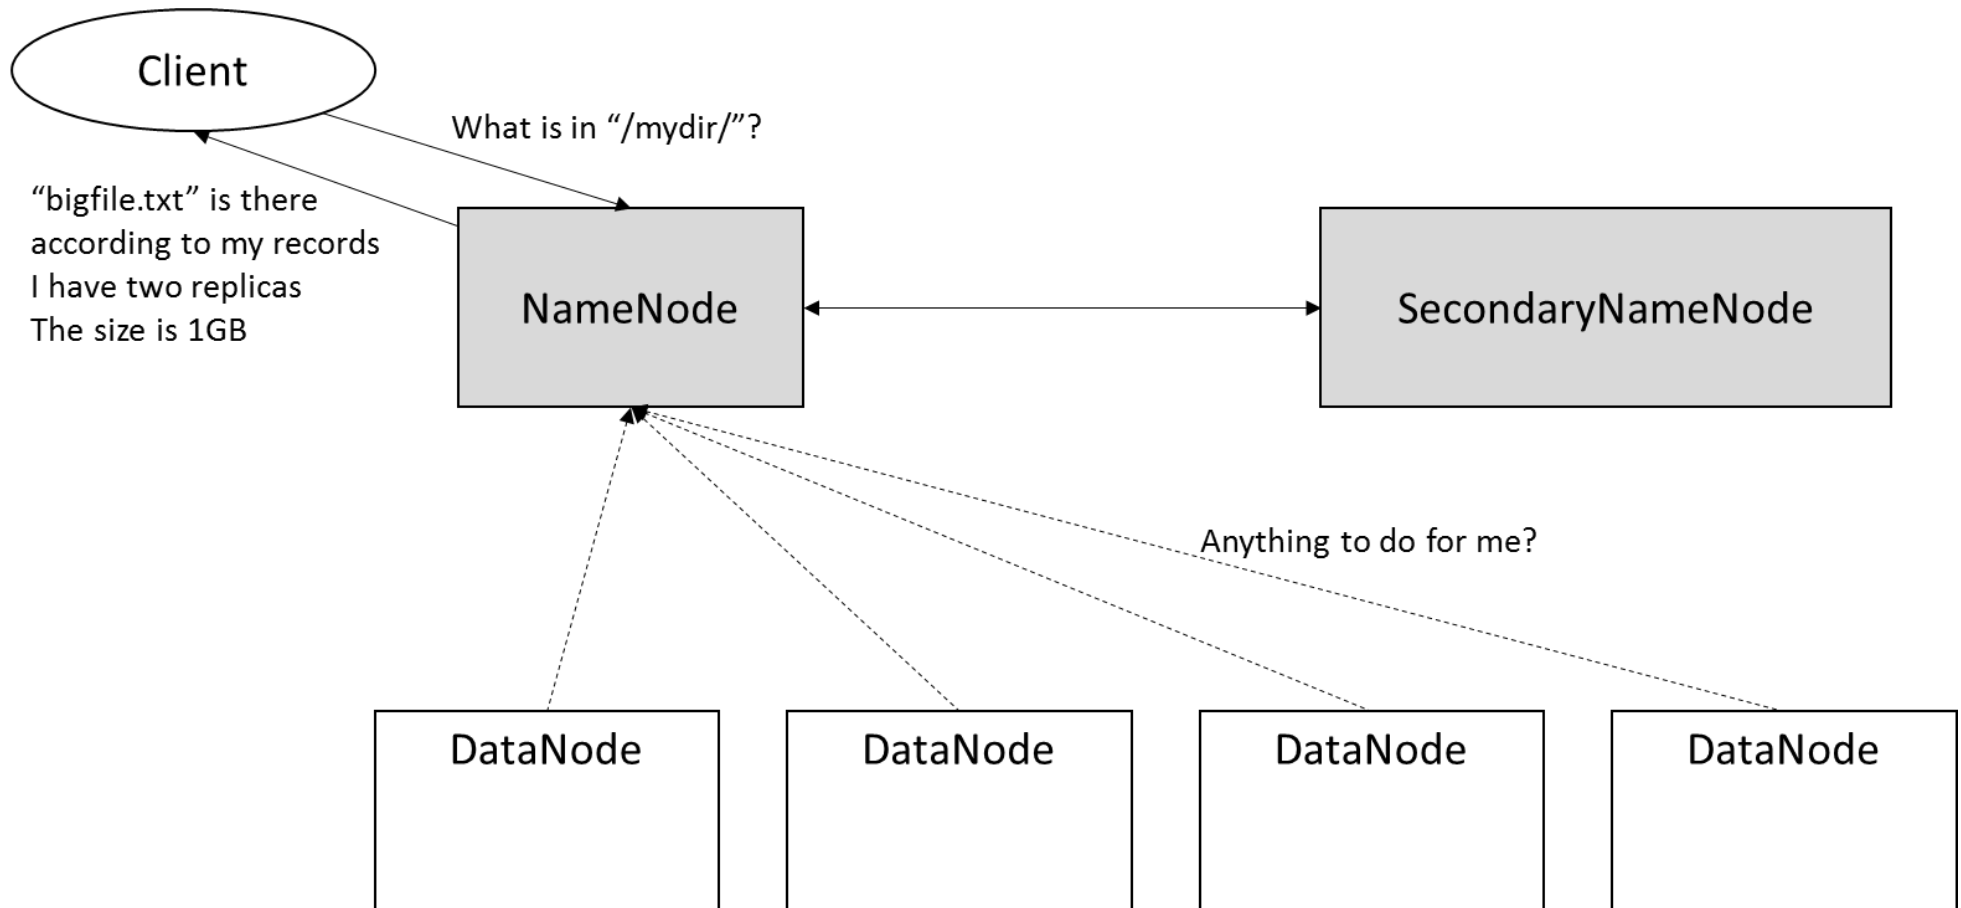 Client
What is in “/mydir/”?
“bigfile.txt” is there
according to my records
I have two replicas
The size is 1GB
NameNode
SecondaryNameNode
Anything to do for me?
DataNode
DataNode
DataNode
DataNode